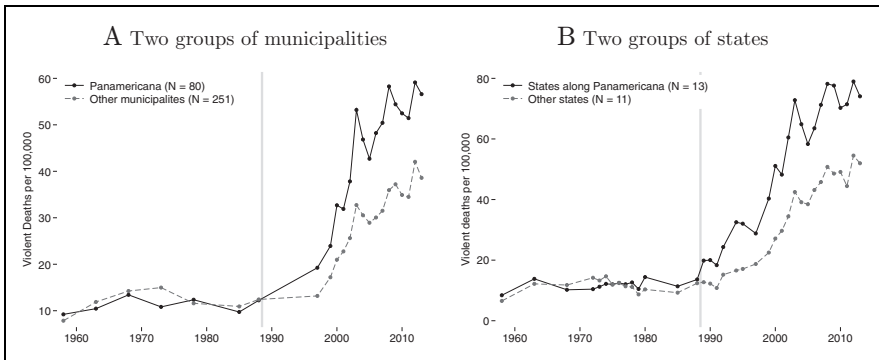 A Two groups of municipalities
Violent Deaths per 100,000
60
50
40
30
20
10
Panamericana (N = 80)
Other municipalites (N = 251)
1960 1970 1980 1990 2000 2010
B Two groups of states
Violent deaths per 100,000
80
60
40
20
0
States along Panamericana (N = 13)
Other states (N = 11)
1960 1970 1980 1990 2000 2010